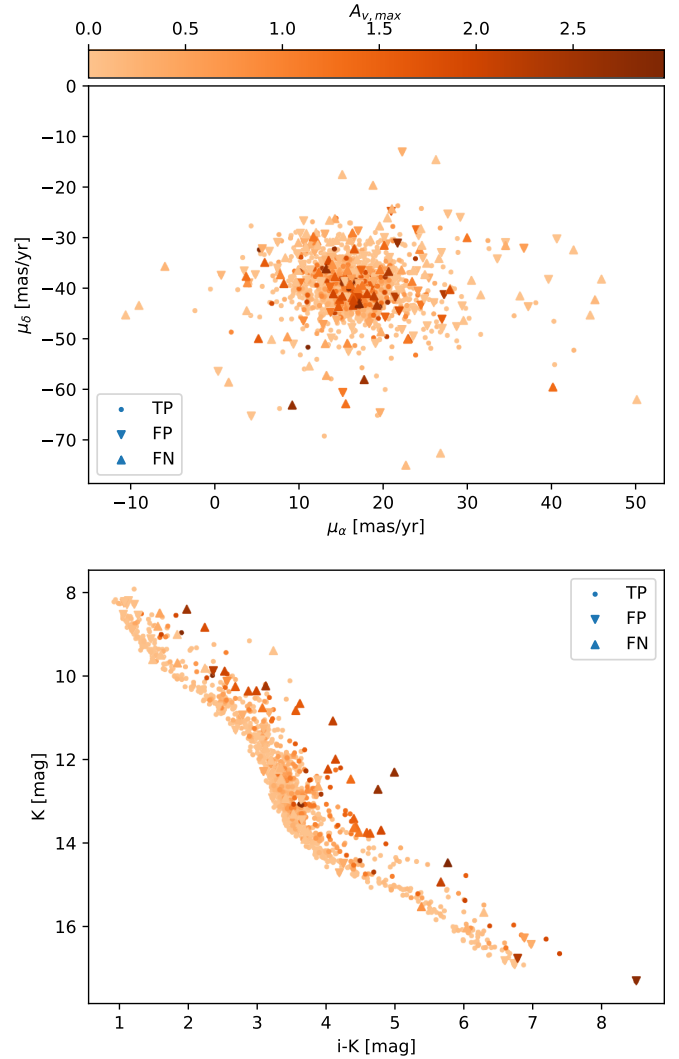 A_{v,max}
0.0 0.5 1.0 1.5 2.0 2.5
0
−10
−20
−30
−40
−50
−60
−70
μ_δ [mas/yr]
TP
FP
FN
−10 0 10 20 30 40 50
μ_α [mas/yr]
8
10
12
14
16
K [mag]
TP
FP
FN
1 2 3 4 5 6 7 8
i-K [mag]